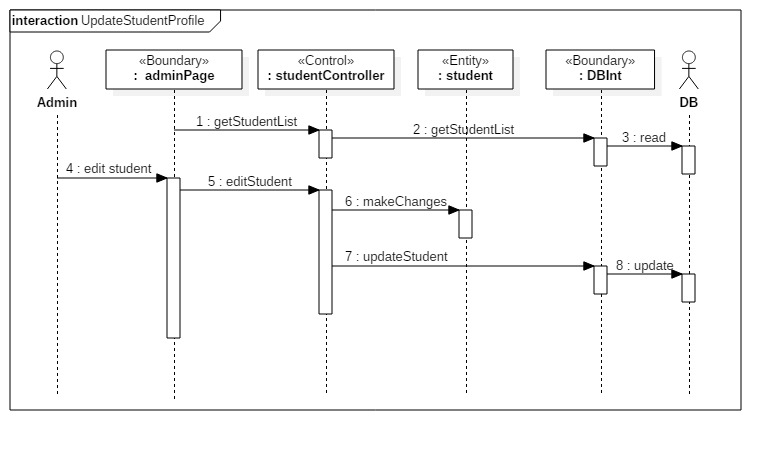 interaction UpdateStudentProfile
Admin
«Boundary»
: adminPage
«Control»
: studentController
«Entity»
: student
«Boundary»
: DBInt
DB
1 : getStudentList
2 : getStudentList
3 : read
4 : edit student
5 : editStudent
6 : makeChanges
7 : updateStudent
8 : update